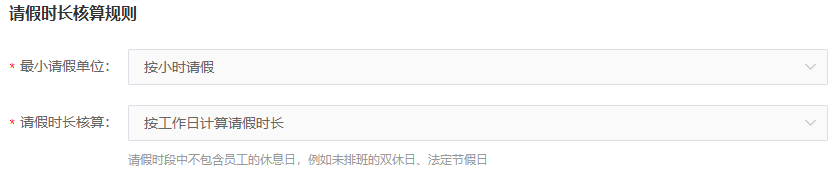 请假时长核算规则
* 最小请假单位： 按小时请假
* 请假时长核算： 按工作日计算请假时长
请假时段中不包含员工的休息日，例如未排班的双休日、法定节假日